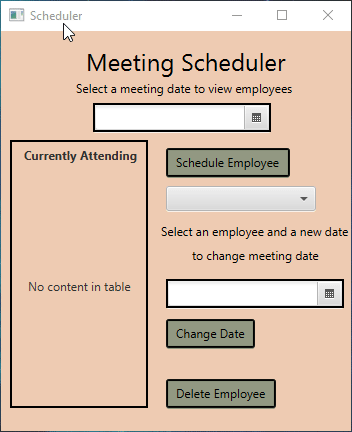 Scheduler
Meeting Scheduler
Select a meeting date to view employees
Currently Attending
No content in table
Schedule Employee
Select an employee and a new date
to change meeting date
Change Date
Delete Employee